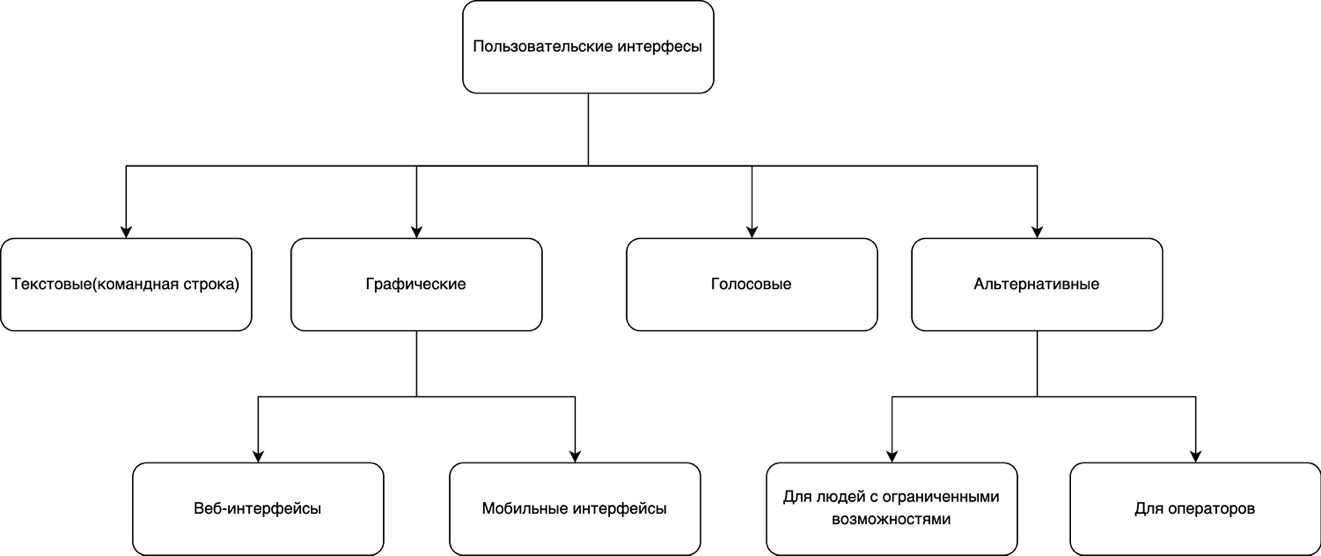 Пользовательские интерфесы
Текстовые(командная строка)
Графические
Голосовые
Альтернативные
Веб-интерфейсы
Мобильные интерфейсы
Для людей с ограниченными
возможностями
Для операторов